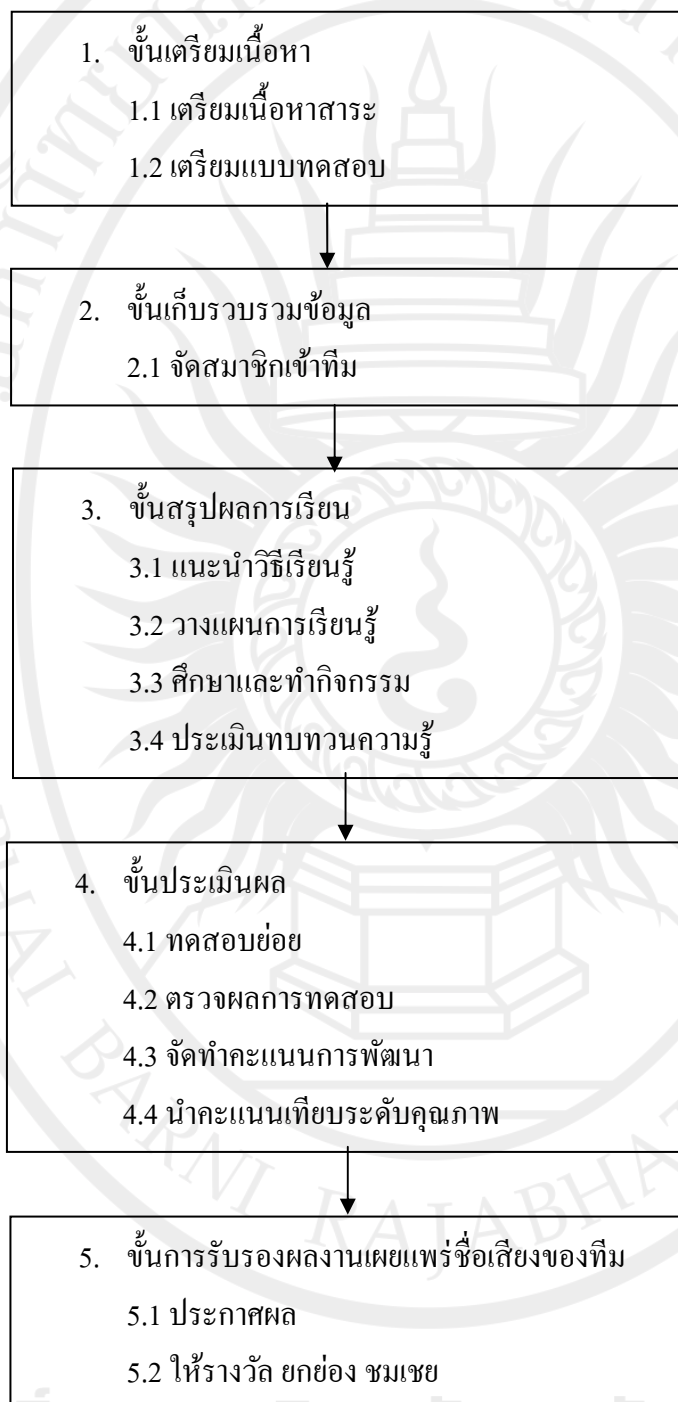 1. ขั้นเตรียมเนื้อหา
1.1 เตรียมเนื้อหาสาระ
1.2 เตรียมแบบทดสอบ
2. ขั้นเก็บรวบรวมข้อมูล
2.1 จัดสมาชิกเข้าทีม
3. ขั้นสรุปผลการเรียน
3.1 แนะนำวิธีเรียนรู้
3.2 วางแผนการเรียนรู้
3.3 ศึกษาและทำกิจกรรม
3.4 ประเมินทบทวนความรู้
4. ขั้นประเมินผล
4.1 ทดสอบย่อย
4.2 ตรวจผลการทดสอบ
4.3 จัดทำคะแนนการพัฒนา
4.4 นำคะแนนเทียบระดับคุณภาพ
5. ขั้นการรับรองผลงานเผยแพร่ชื่อเสียงของทีม
5.1 ประกาศผล
5.2 ให้รางวัล ยกย่อง ชมเชย
BARNI RAJABHA